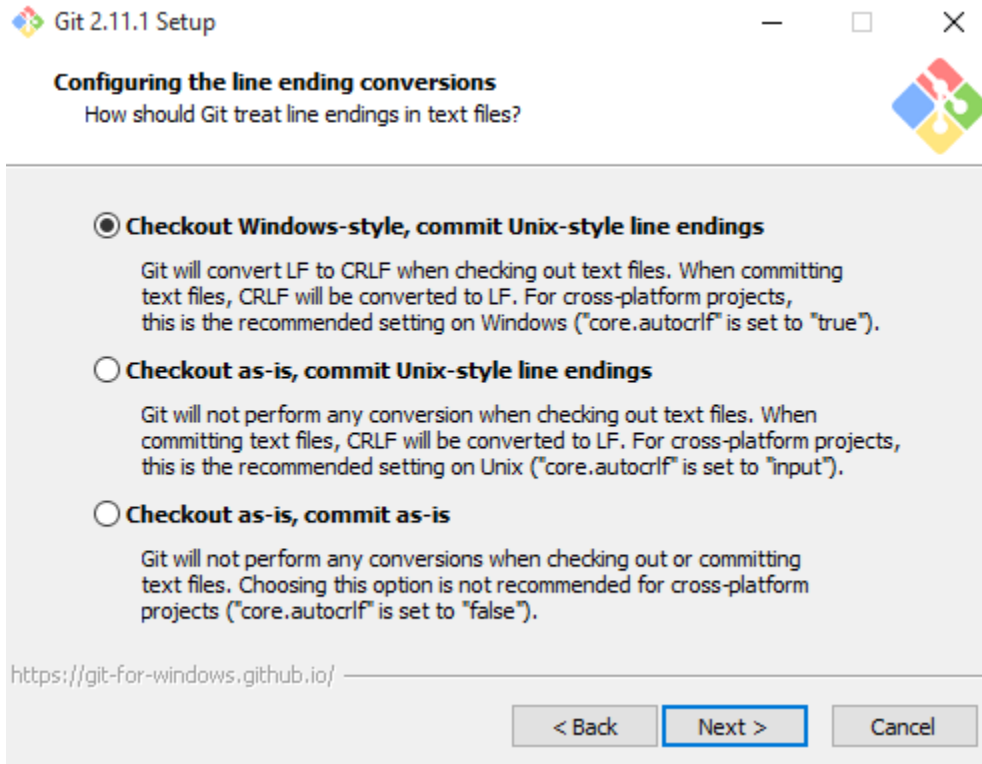 Git 2.11.1 Setup
Configuring the line ending conversions
How should Git treat line endings in text files?
Checkout Windows-style, commit Unix-style line endings
Git will convert LF to CRLF when checking out text files. When committing
text files, CRLF will be converted to LF. For cross-platform projects,
this is the recommended setting on Windows ("core.autocrlf" is set to "true").
Checkout as-is, commit Unix-style line endings
Git will not perform any conversion when checking out text files. When
committing text files, CRLF will be converted to LF. For cross-platform projects,
this is the recommended setting on Unix ("core.autocrlf" is set to "input").
Checkout as-is, commit as-is
Git will not perform any conversions when checking out or committing
text files. Choosing this option is not recommended for cross-platform
projects ("core.autocrlf" is set to "false").
https://git-for-windows.github.io/
< Back Next > Cancel